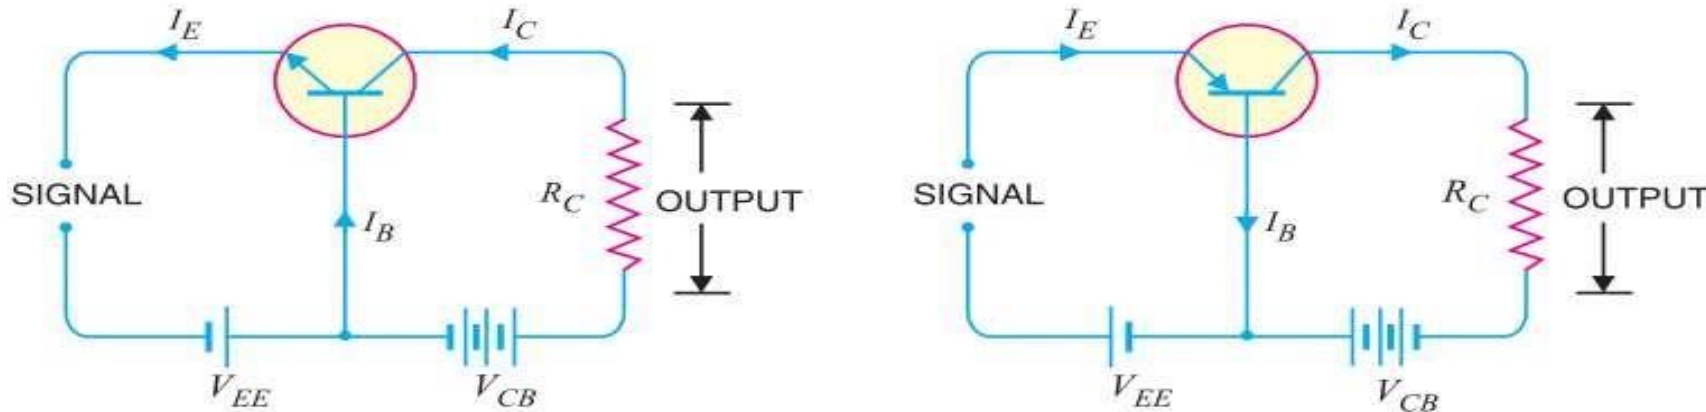 I_E I_C
SIGNAL
I_B
R_C
OUTPUT
V_EE
V_CB
I_E I_C
SIGNAL
I_B
R_C
OUTPUT
V_EE
V_CB